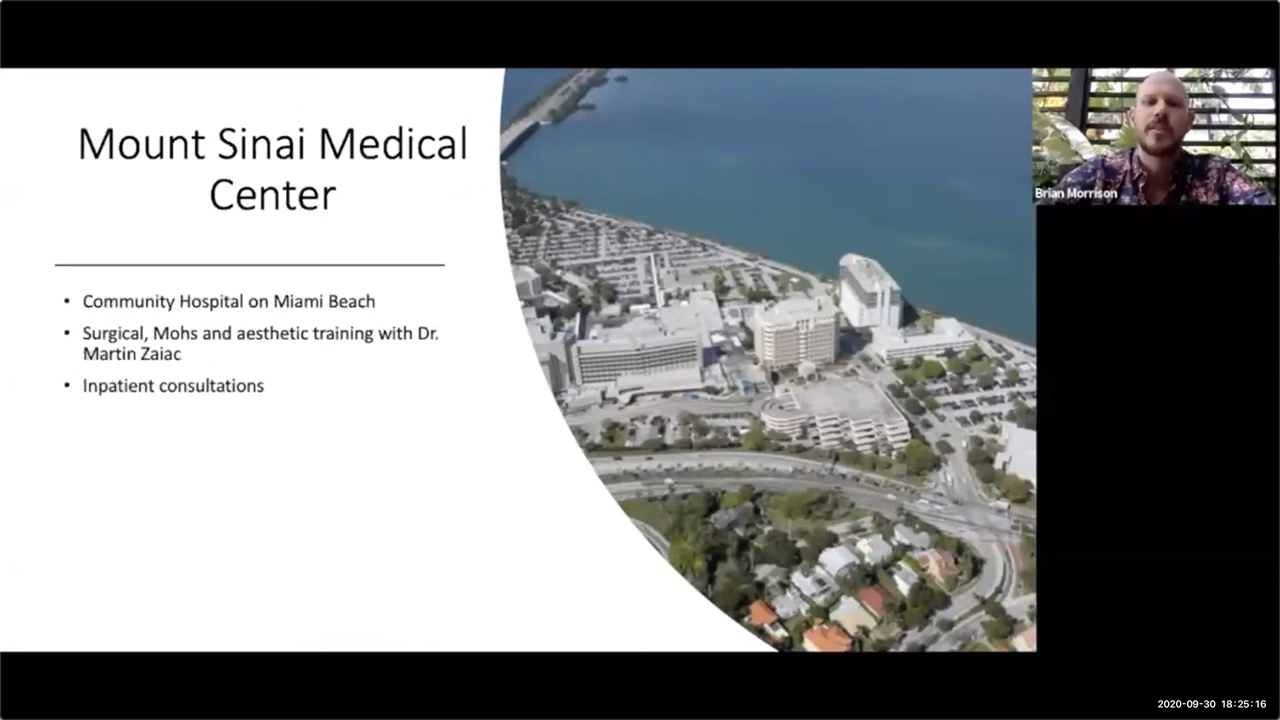 Mount Sinai Medical
Center
• Community Hospital on Miami Beach
• Surgical, Mohs and aesthetic training with Dr.
Martin Zaiac
• Inpatient consultations
Brian Morrison
2020-09-30 18:25:16